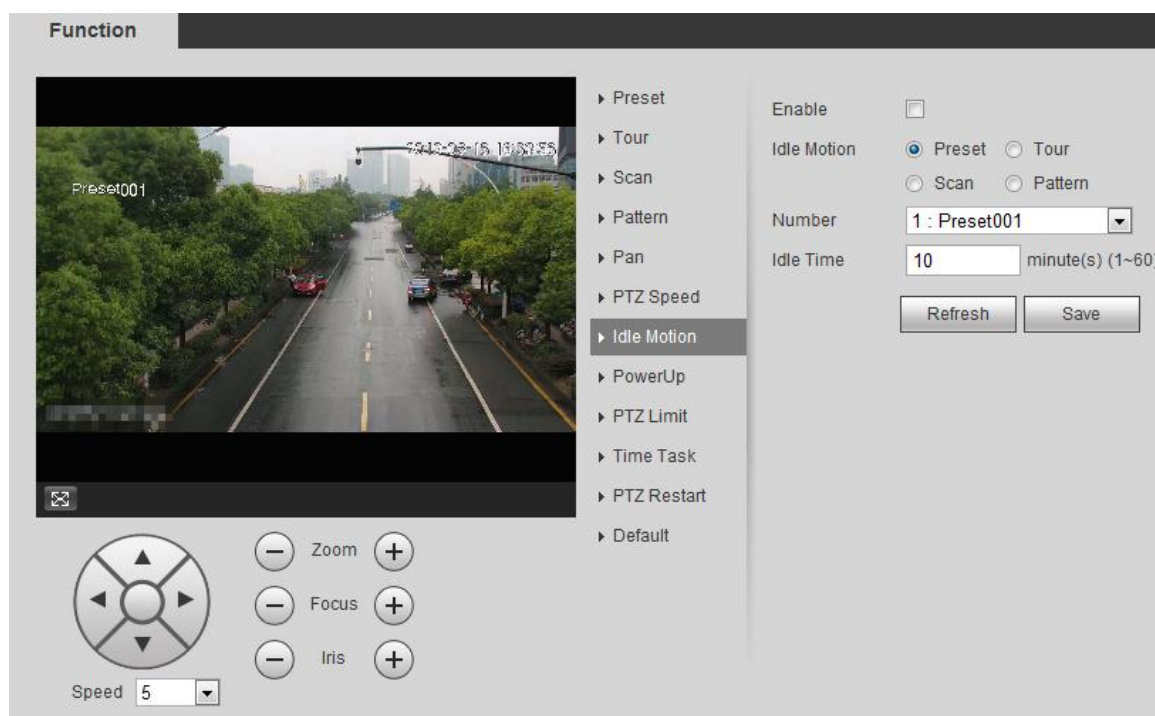 Function
Preset001
Preset
Tour
Scan
Pattern
Pan
PTZ Speed
Idle Motion
PowerUp
PTZ Limit
Time Task
PTZ Restart
Default
Enable
Idle Motion
Preset Tour
Scan Pattern
Number 1 : Preset001
Idle Time 10 minute(s) (1~60)
Refresh Save
Zoom
Focus
Iris
Speed 5